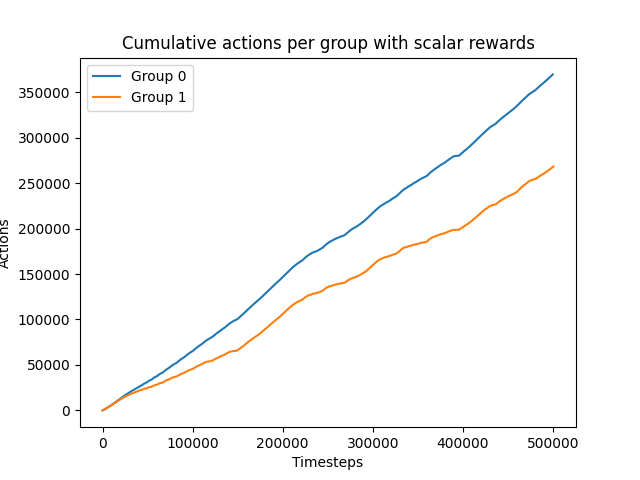 Cumulative actions per group with scalar rewards
Group 0
Group 1
350000
300000
250000
200000
150000
100000
50000
0
Actions
0 100000 200000 300000 400000 500000
Timesteps